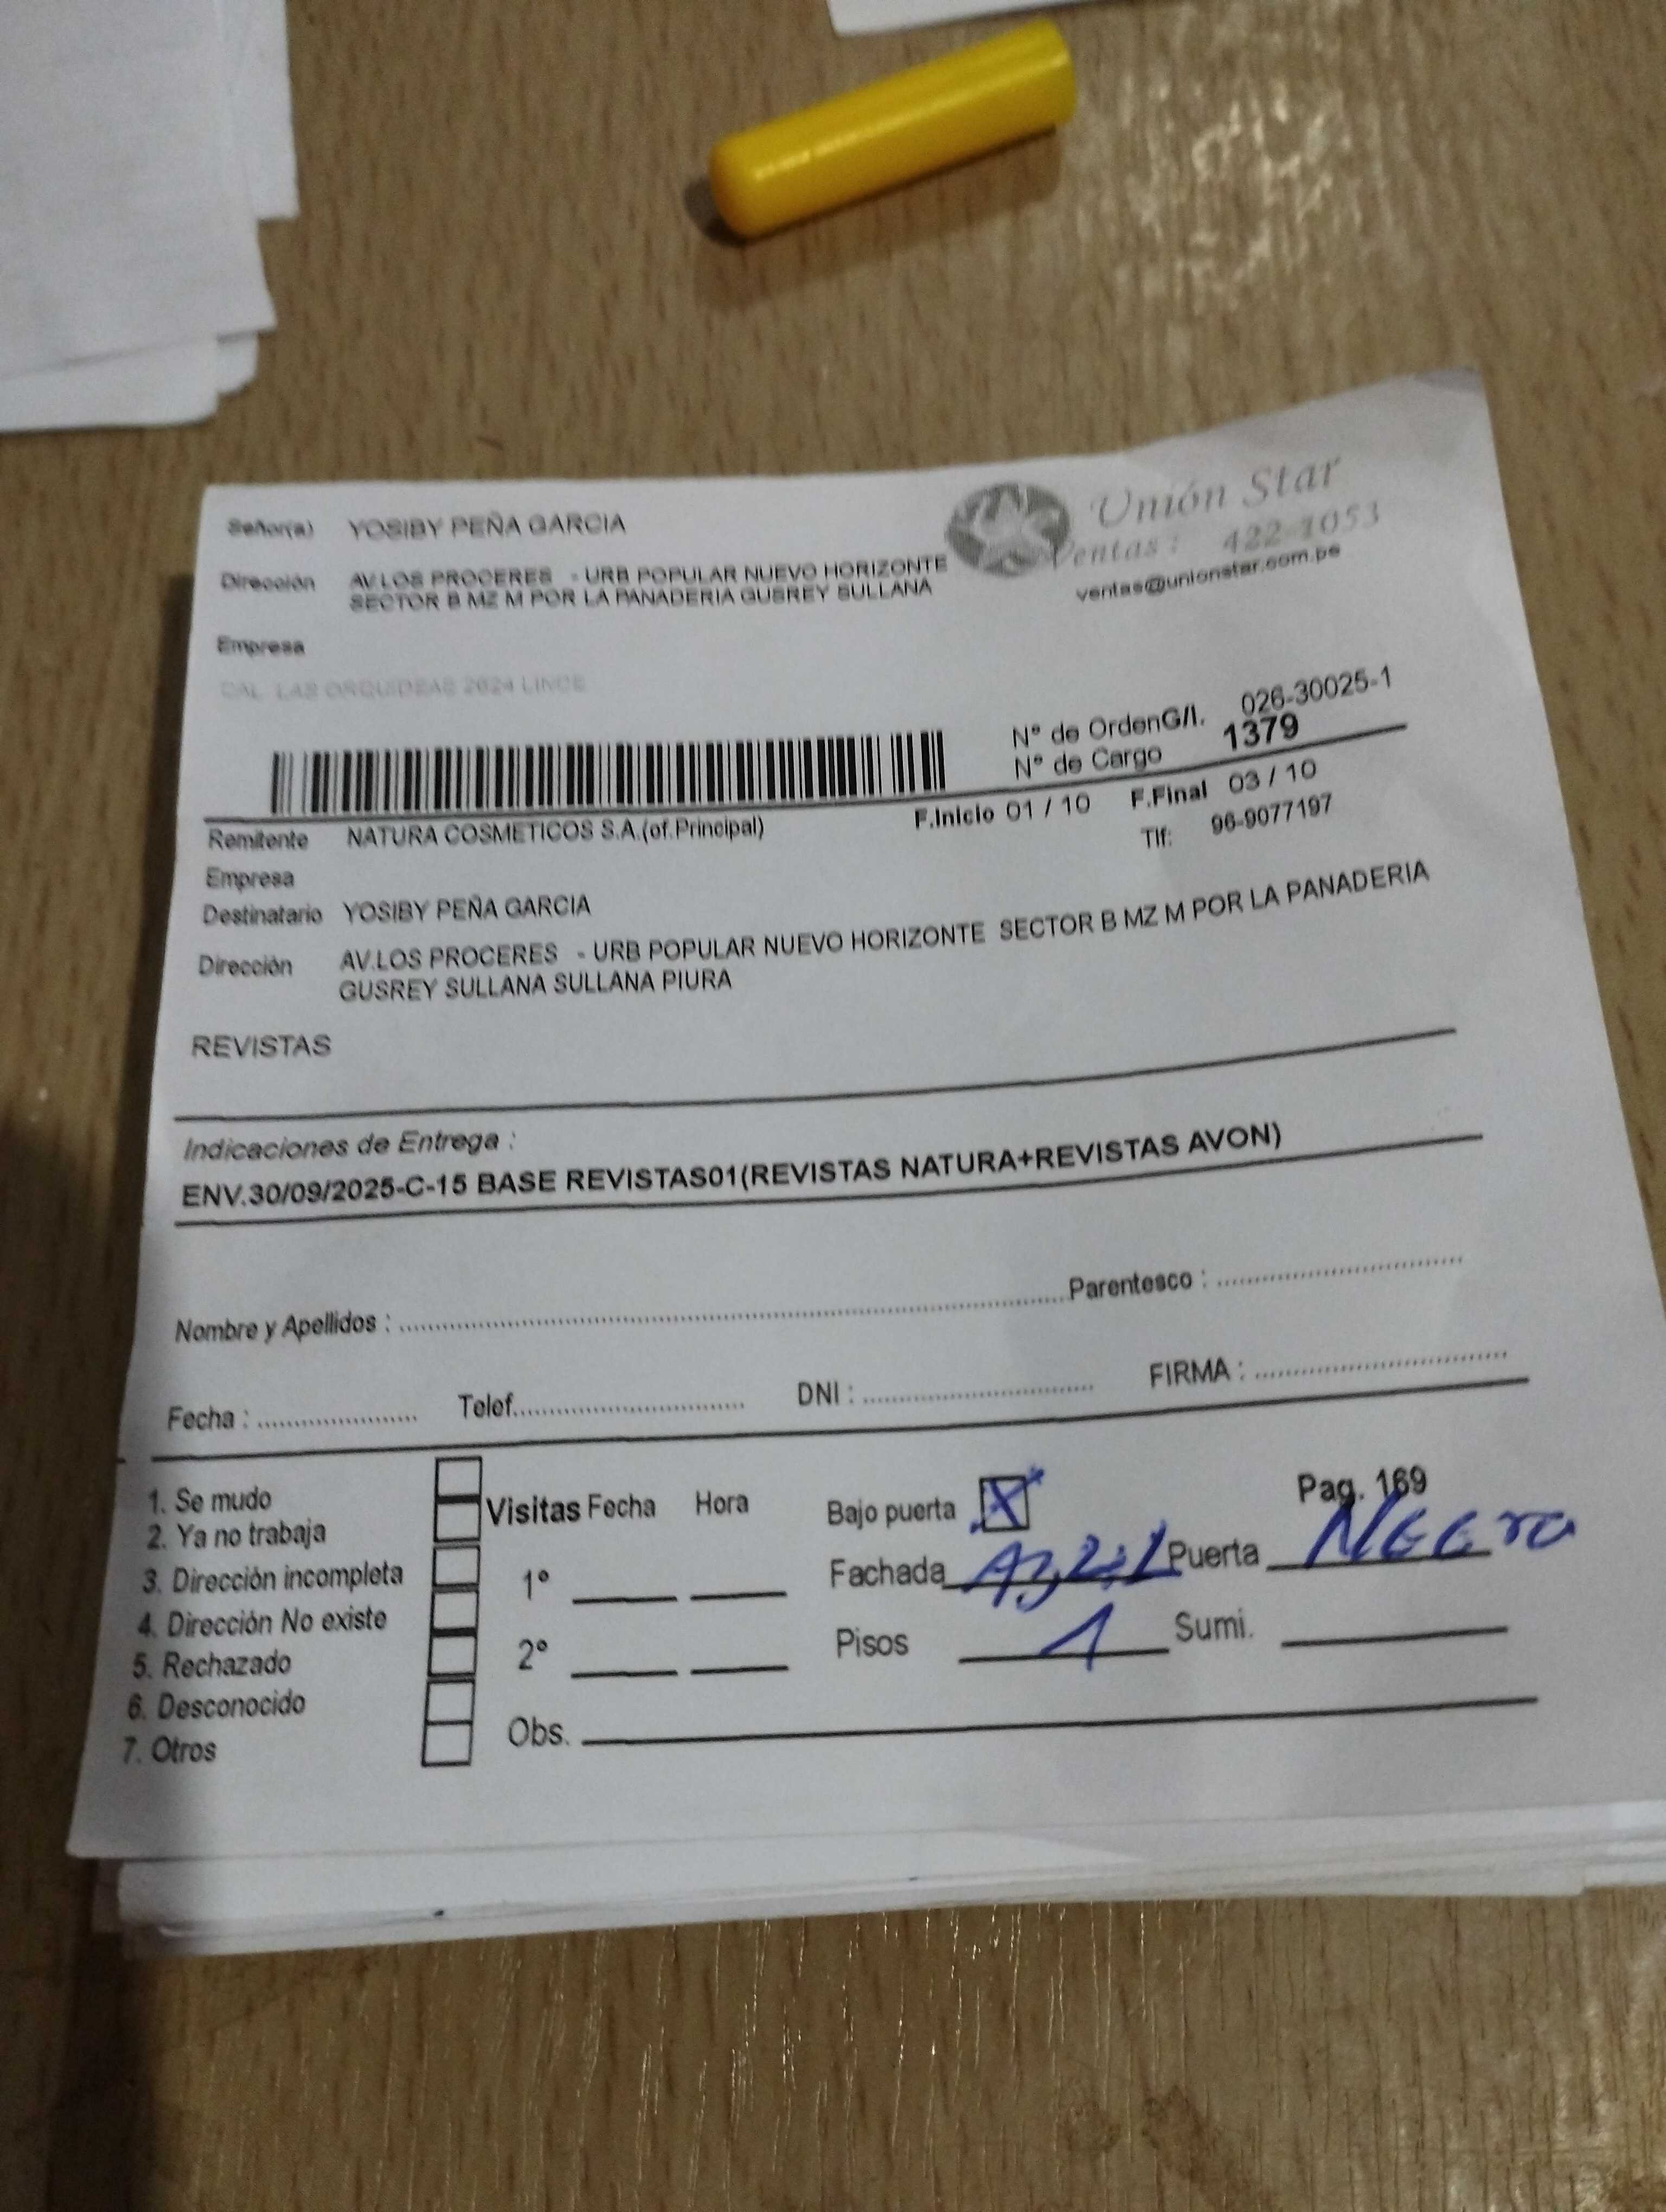 Señor(a) YOSIBY PEÑA GARCIA
Unión Star
Ventas: 422-1053
ventas@unionstar.com.pe
Dirección AV.LOS PROCERES - URB POPULAR NUEVO HORIZONTE
SECTOR B MZ M POR LA PANADERIA GUSREY SULLANA
Empresa
CAL. LAS ORQUIDEAS 2624 LINCE
N° de OrdenG/I. 026-30025-1
N° de Cargo 1379
F.Inicio 01 / 10 F.Final 03 / 10
Remitente NATURA COSMETICOS S.A.(of.Principal) Tlf: 96-9077197
Empresa
Destinatario YOSIBY PEÑA GARCIA
Dirección AV.LOS PROCERES - URB POPULAR NUEVO HORIZONTE SECTOR B MZ M POR LA PANADERIA
GUSREY SULLANA SULLANA PIURA
REVISTAS
Indicaciones de Entrega :
ENV.30/09/2025-C-15 BASE REVISTAS01(REVISTAS NATURA+REVISTAS AVON)
Nombre y Apellidos : Parentesco :
Fecha : Telef. DNI : FIRMA :
1. Se mudo
2. Ya no trabaja
3. Dirección incompleta
4. Dirección No existe
5. Rechazado
6. Desconocido
7. Otros
Visitas Fecha Hora
1°
2°
Obs.
Bajo puerta X Pag. 169
Fachada AzuL Puerta NEGra
Pisos 1 Sumi.